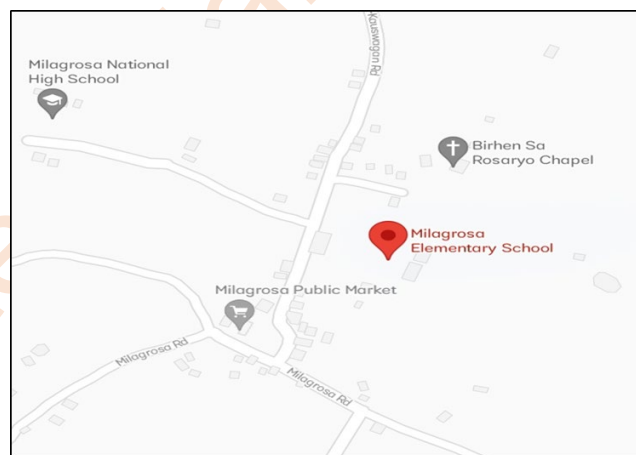 Kauswagan Rd
Milagrosa National
High School
Birhen Sa
Rosaryo Chapel
Milagrosa
Elementary School
Milagrosa Public Market
Milagrosa Rd
Milagrosa Rd